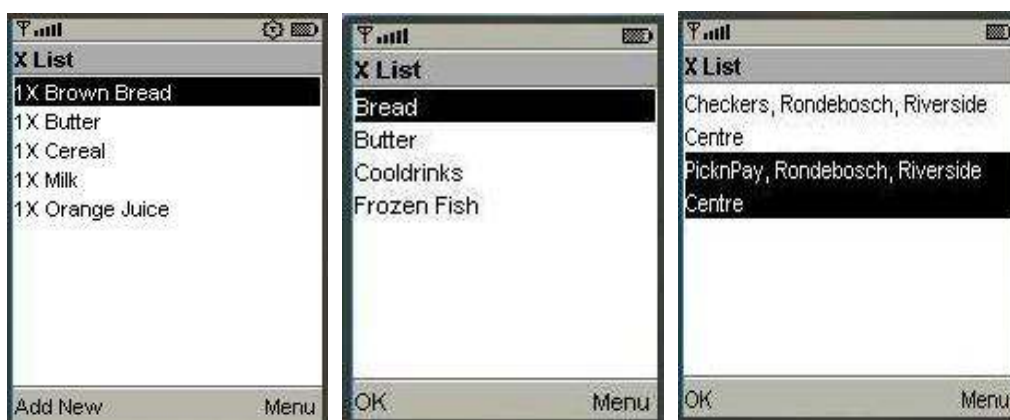 X List
1X Brown Bread
1X Butter
1X Cereal
1X Milk
1X Orange Juice
Add New Menu
X List
Bread
Butter
Cooldrinks
Frozen Fish
OK Menu
X List
Checkers, Rondebosch, Riverside
Centre
PicknPay, Rondebosch, Riverside
Centre
OK Menu